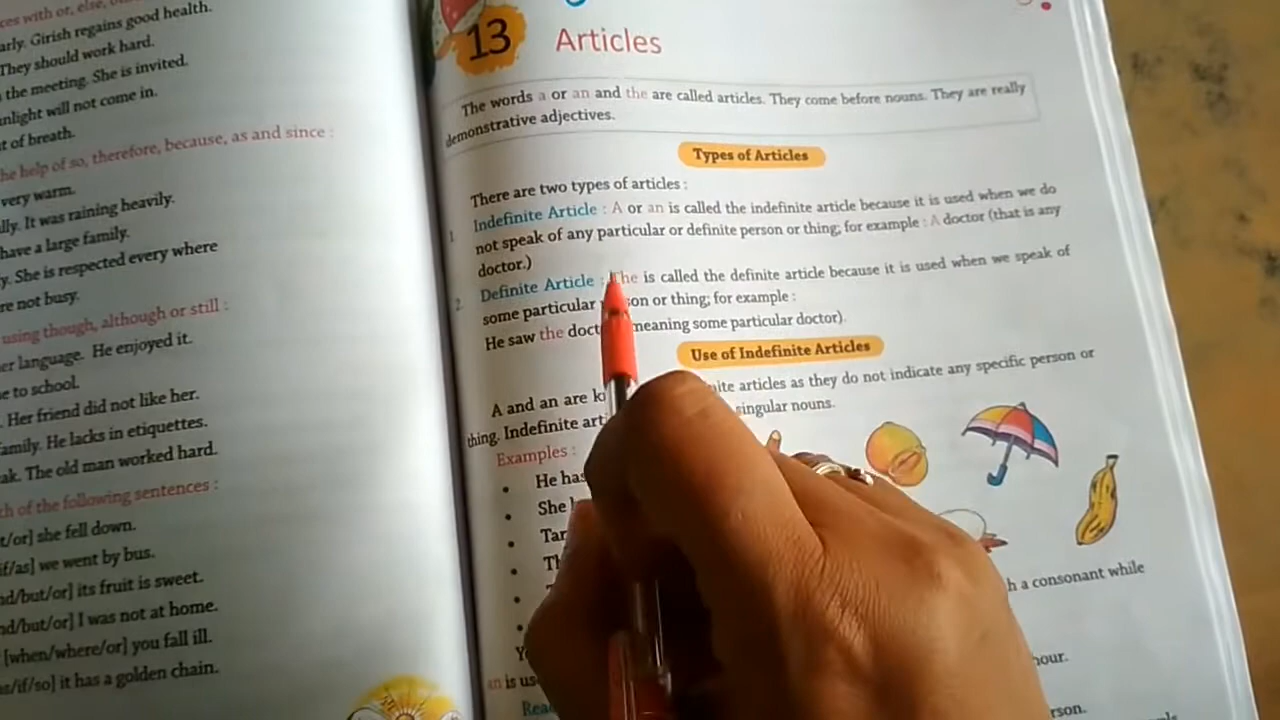 ces with or, else, o
arly. Girish regains good health.
They should work hard.
the meeting. She is invited.
nlight will not come in.
t of breath.
he help of so, therefore, because, as and since :
very warm.
lly. It was raining heavily.
have a large family.
y. She is respected every where
re not busy.
using though, although or still :
er language. He enjoyed it.
e to school.
. Her friend did not like her.
family. He lacks in etiquettes.
ak. The old man worked hard.
ch of the following sentences :
t/or] she fell down.
if/as] we went by bus.
nd/but/or] its fruit is sweet.
nd/but/or] I was not at home.
[when/where/or] you fall ill.
s/if/so] it has a golden chain.
13 Articles
The words a or an and the are called articles. They come before nouns. They are really
demonstrative adjectives.
Types of Articles
There are two types of articles :
1 Indefinite Article : A or an is called the indefinite article because it is used when we do
not speak of any particular or definite person or thing; for example : A doctor (that is any
doctor.)
2. Definite Article : The is called the definite article because it is used when we speak of
some particular son or thing; for example :
He saw the doct meaning some particular doctor).
Use of Indefinite Articles
A and an are k nite articles as they do not indicate any specific person or
thing. Indefinite art singular nouns.
Examples :
He has
She
Tar
Th
h a consonant while
Y hour.
an is us
Rea rson.